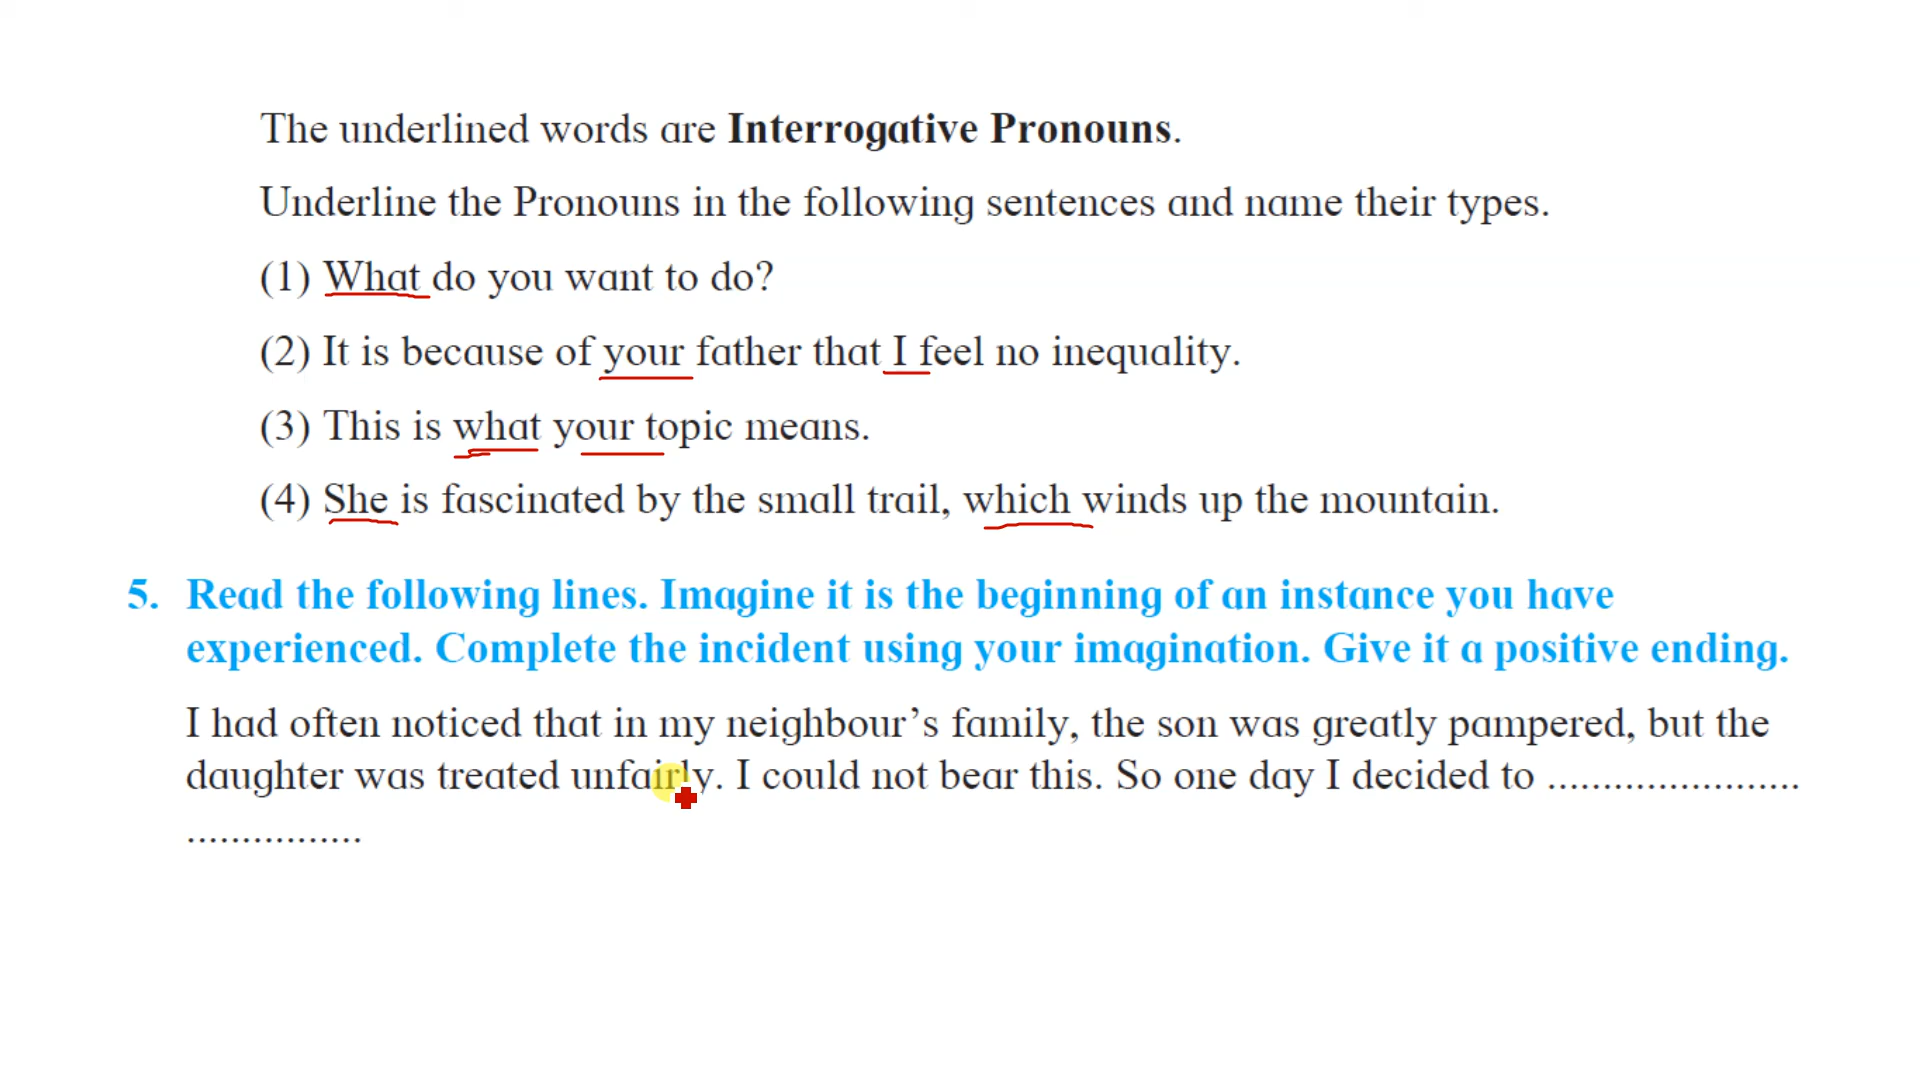 The underlined words are Interrogative Pronouns.
Underline the Pronouns in the following sentences and name their types.
(1) What do you want to do?
(2) It is because of your father that I feel no inequality.
(3) This is what your topic means.
(4) She is fascinated by the small trail, which winds up the mountain.
5. Read the following lines. Imagine it is the beginning of an instance you have
experienced. Complete the incident using your imagination. Give it a positive ending.
I had often noticed that in my neighbour’s family, the son was greatly pampered, but the
daughter was treated unfairly. I could not bear this. So one day I decided to .......................
................